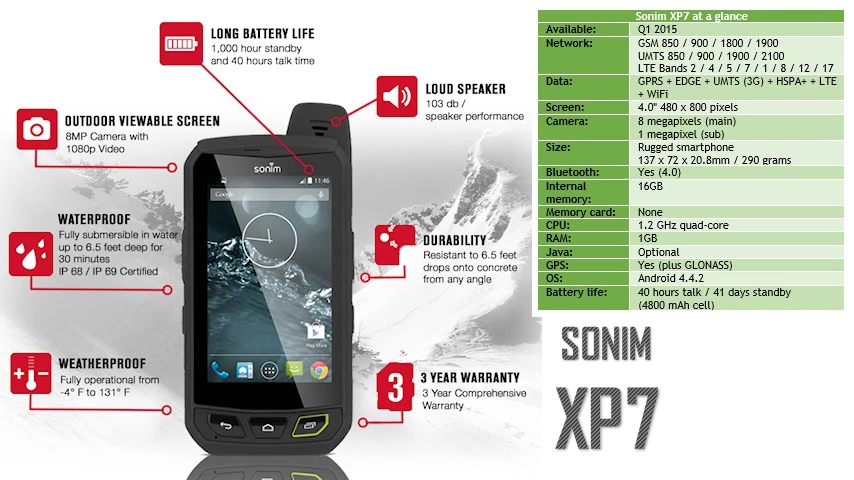 LONG BATTERY LIFE
1,000 hour standby
and 40 hours talk time
LOUD SPEAKER
103 db /
speaker performance
OUTDOOR VIEWABLE SCREEN
8MP Camera with
1080p Video
WATERPROOF
Fully submersible in water
up to 6.5 feet deep for
30 minutes
IP 68 / IP 69 Certified
DURABILITY
Resistant to 6.5 feet
drops onto concrete
from any angle
WEATHERPROOF
Fully operational from
-4° F to 131° F
3
3 YEAR WARRANTY
3 Year Comprehensive
Warranty
sonim
11:46
Google
Play Store
Sonim XP7 at a glance
Available: Q1 2015
Network: GSM 850 / 900 / 1800 / 1900
UMTS 850 / 900 / 1900 / 2100
LTE Bands 2 / 4 / 5 / 7 / 1 / 8 / 12 / 17
Data: GPRS + EDGE + UMTS (3G) + HSPA+ + LTE
+ WiFi
Screen: 4.0" 480 x 800 pixels
Camera: 8 megapixels (main)
1 megapixel (sub)
Size: Rugged smartphone
137 x 72 x 20.8mm / 290 grams
Bluetooth: Yes (4.0)
Internal 16GB
memory:
Memory card: None
CPU: 1.2 GHz quad-core
RAM: 1GB
Java: Optional
GPS: Yes (plus GLONASS)
OS: Android 4.4.2
Battery life: 40 hours talk / 41 days standby
(4800 mAh cell)
SONIM
XP7